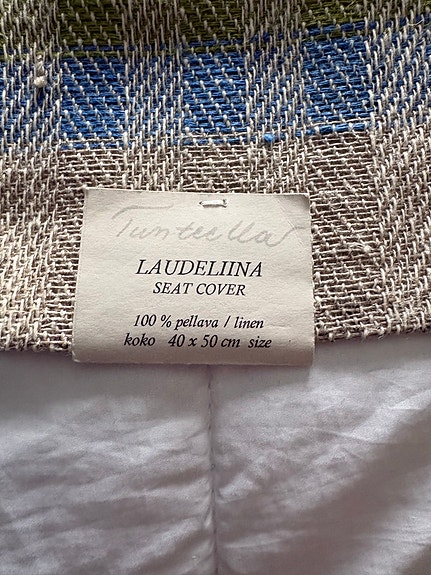 Tunteella
LAUDELIINA
SEAT COVER
100 % pellava / linen
koko 40 x 50 cm size